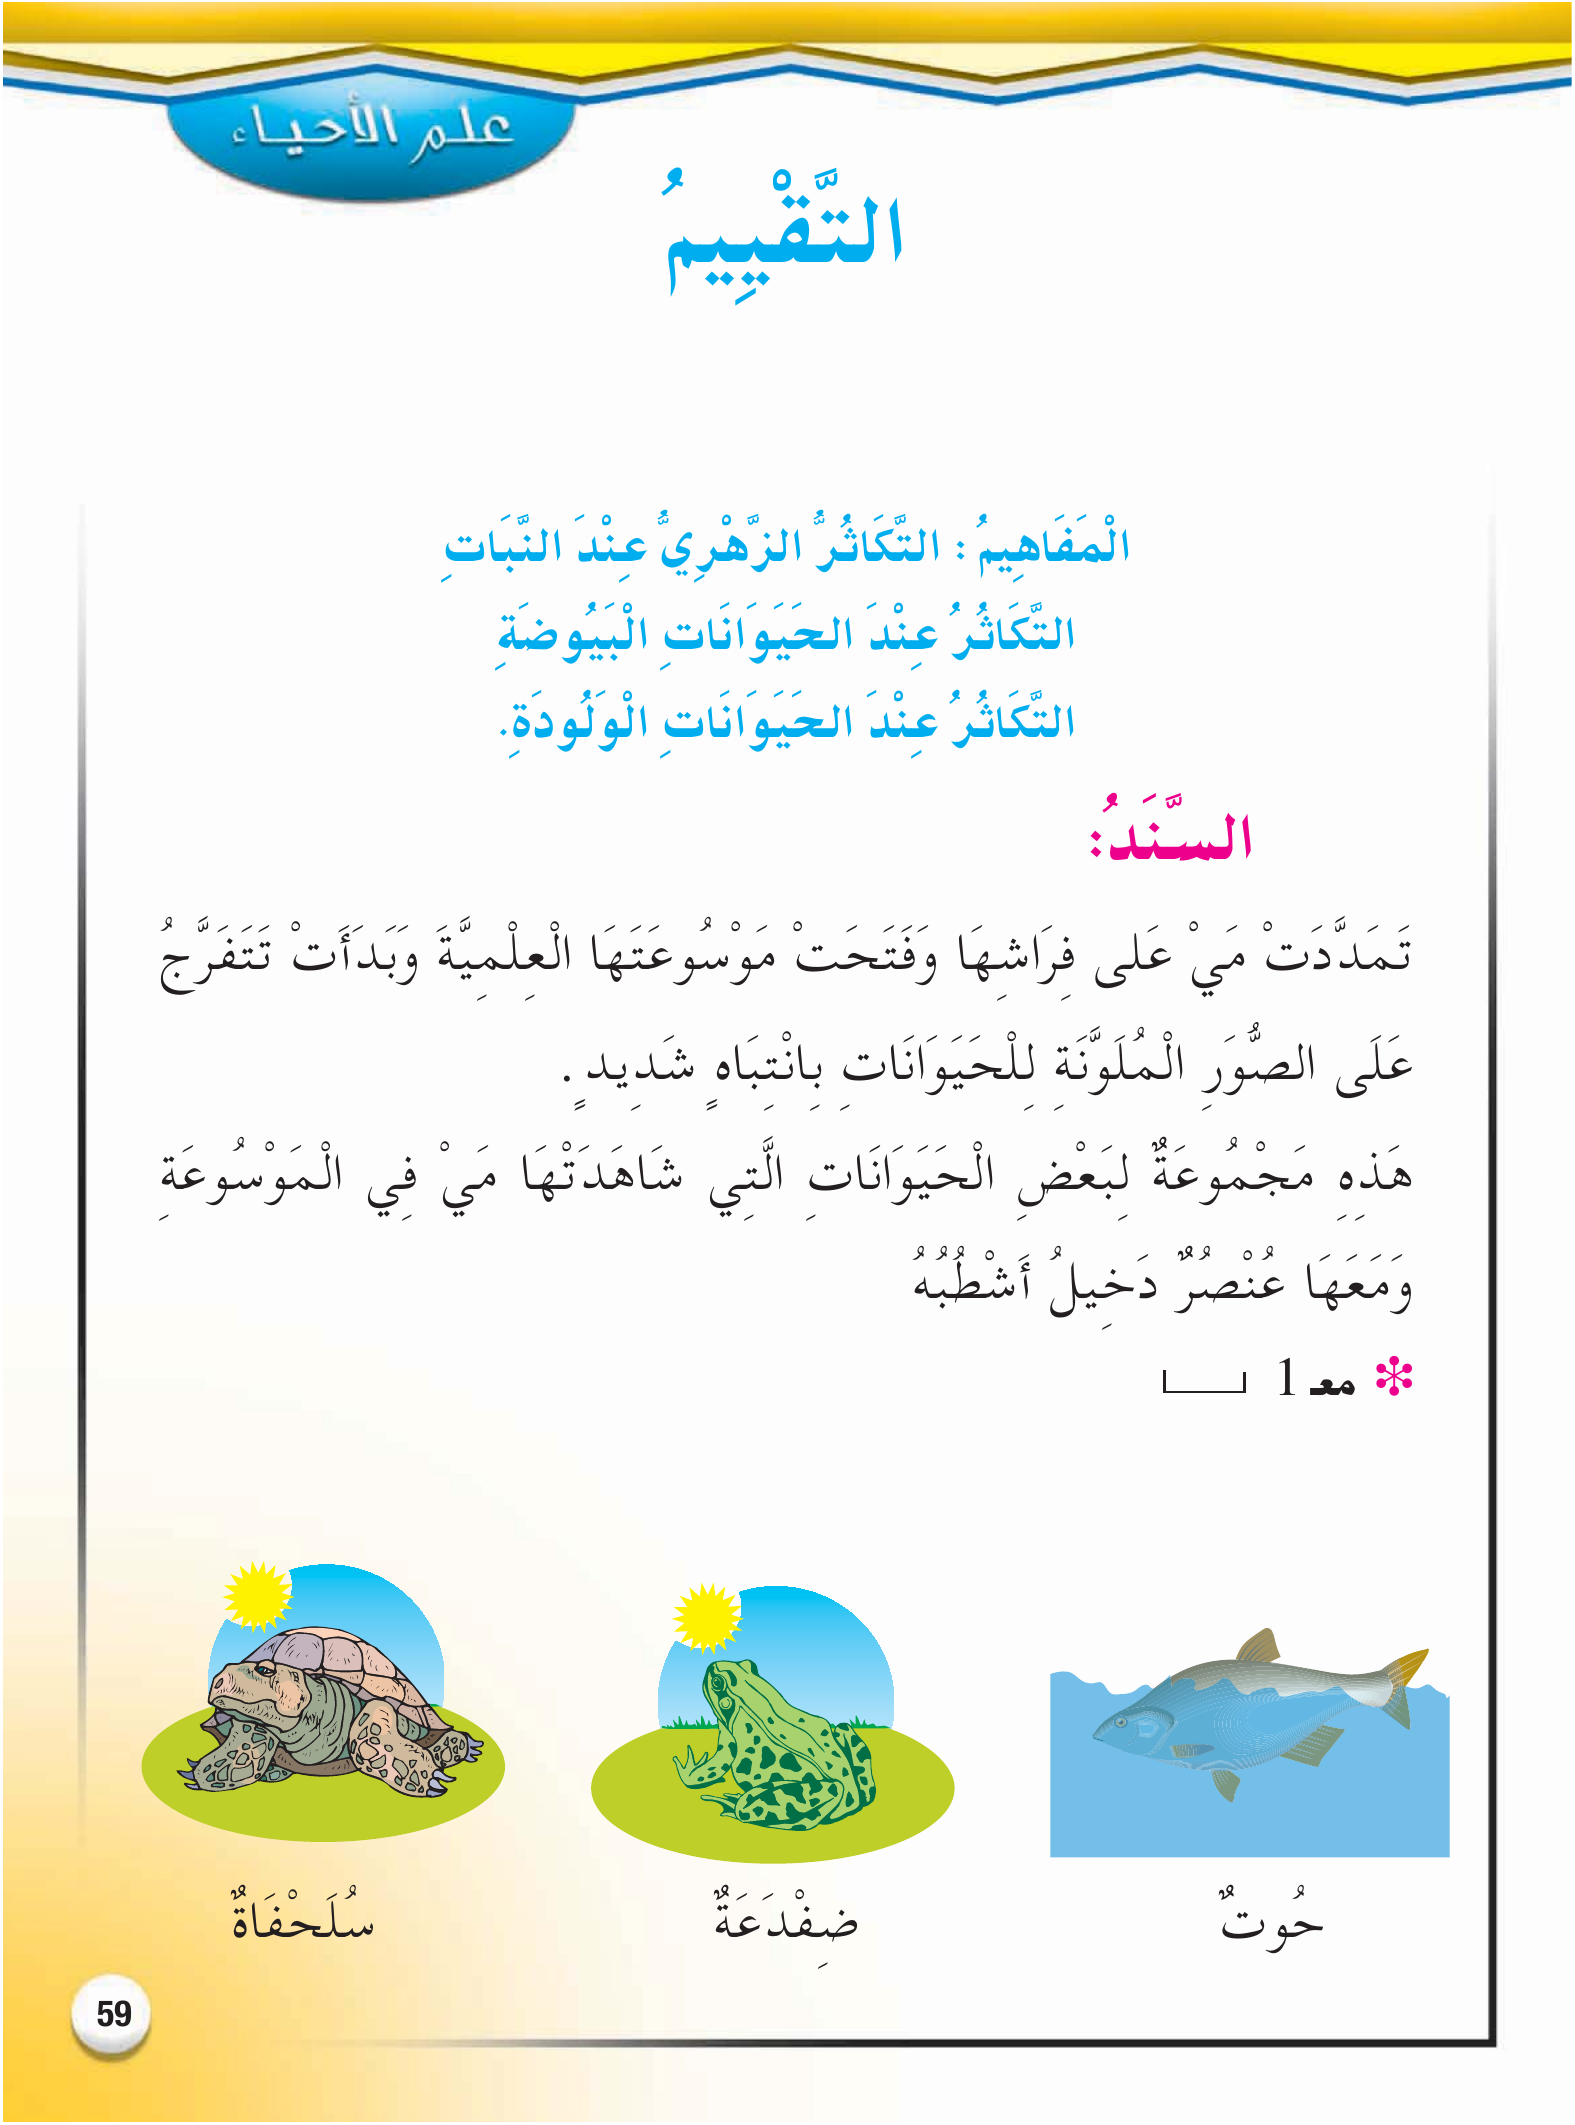 علم الأحياء
التَّقْيِيمُ
الْمَفَاهِيمُ : التَّكَاثُرُّ الزَّهْرِيُّ عِنْدَ النَّبَاتِ
التَّكَاثُرُ عِنْدَ الحَيَوَانَاتِ الْبَيُوضَةِ
التَّكَاثُرُ عِنْدَ الحَيَوَانَاتِ الْوَلُودَةِ.
السَّنَدُ:
تَمَدَّدَتْ مَيْ عَلى فِرَاشِهَا وَفَتَحَتْ مَوْسُوعَتَهَا الْعِلْمِيَّةَ وَبَدَأَتْ تَتَفَرَّجُ
عَلَى الصُّوَرِ الْمُلَوَّنَةِ لِلْحَيَوَانَاتِ بِانْتِبَاهٍ شَدِيدٍ .
هَذِهِ مَجْمُوعَةٌ لِبَعْضِ الْحَيَوَانَاتِ الَّتِي شَاهَدَتْهَا مَيْ فِي الْمَوْسُوعَةِ
وَمَعَهَا عُنْصُرٌ دَخِيلُ أَشْطُبُهُ
معـ 1
حُوتٌ
ضِفْدَعَةٌ
سُلَحْفَاةٌ
59